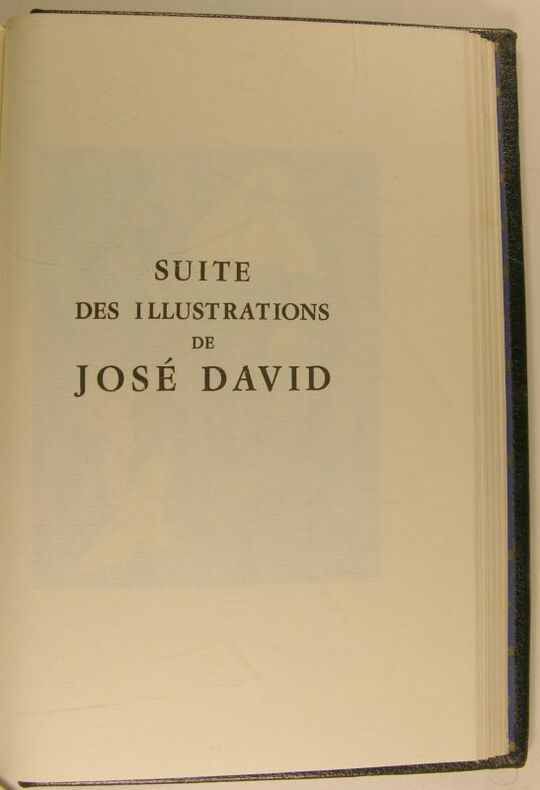 SUITE
DES ILLUSTRATIONS
DE
JOSÉ DAVID